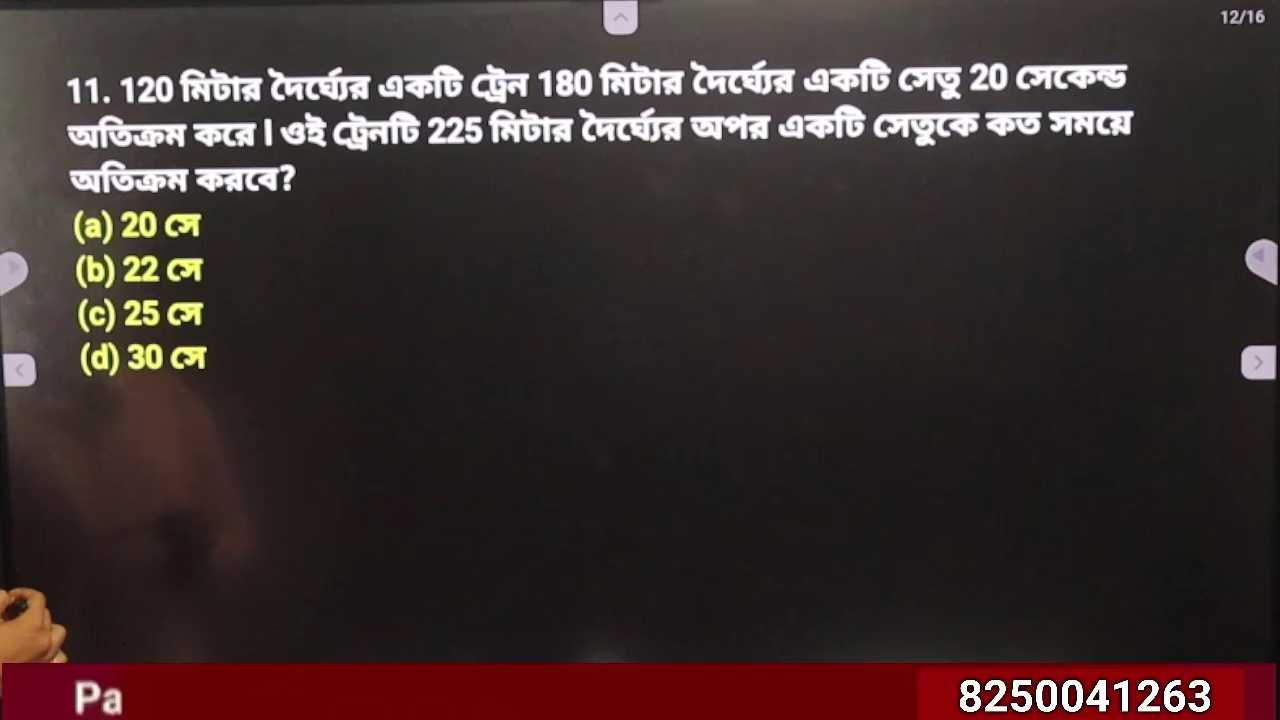 12/16
11. 120 মিটার দৈর্ঘ্যের একটি ট্রেন 180 মিটার দৈর্ঘ্যের একটি সেতু 20 সেকেন্ড
অতিক্রম করে। ওই ট্রেনটি 225 মিটার দৈর্ঘ্যের অপর একটি সেতুকে কত সময়ে
অতিক্রম করবে?
(a) 20 সে
(b) 22 সে
(c) 25 সে
(d) 30 সে
Pa
8250041263